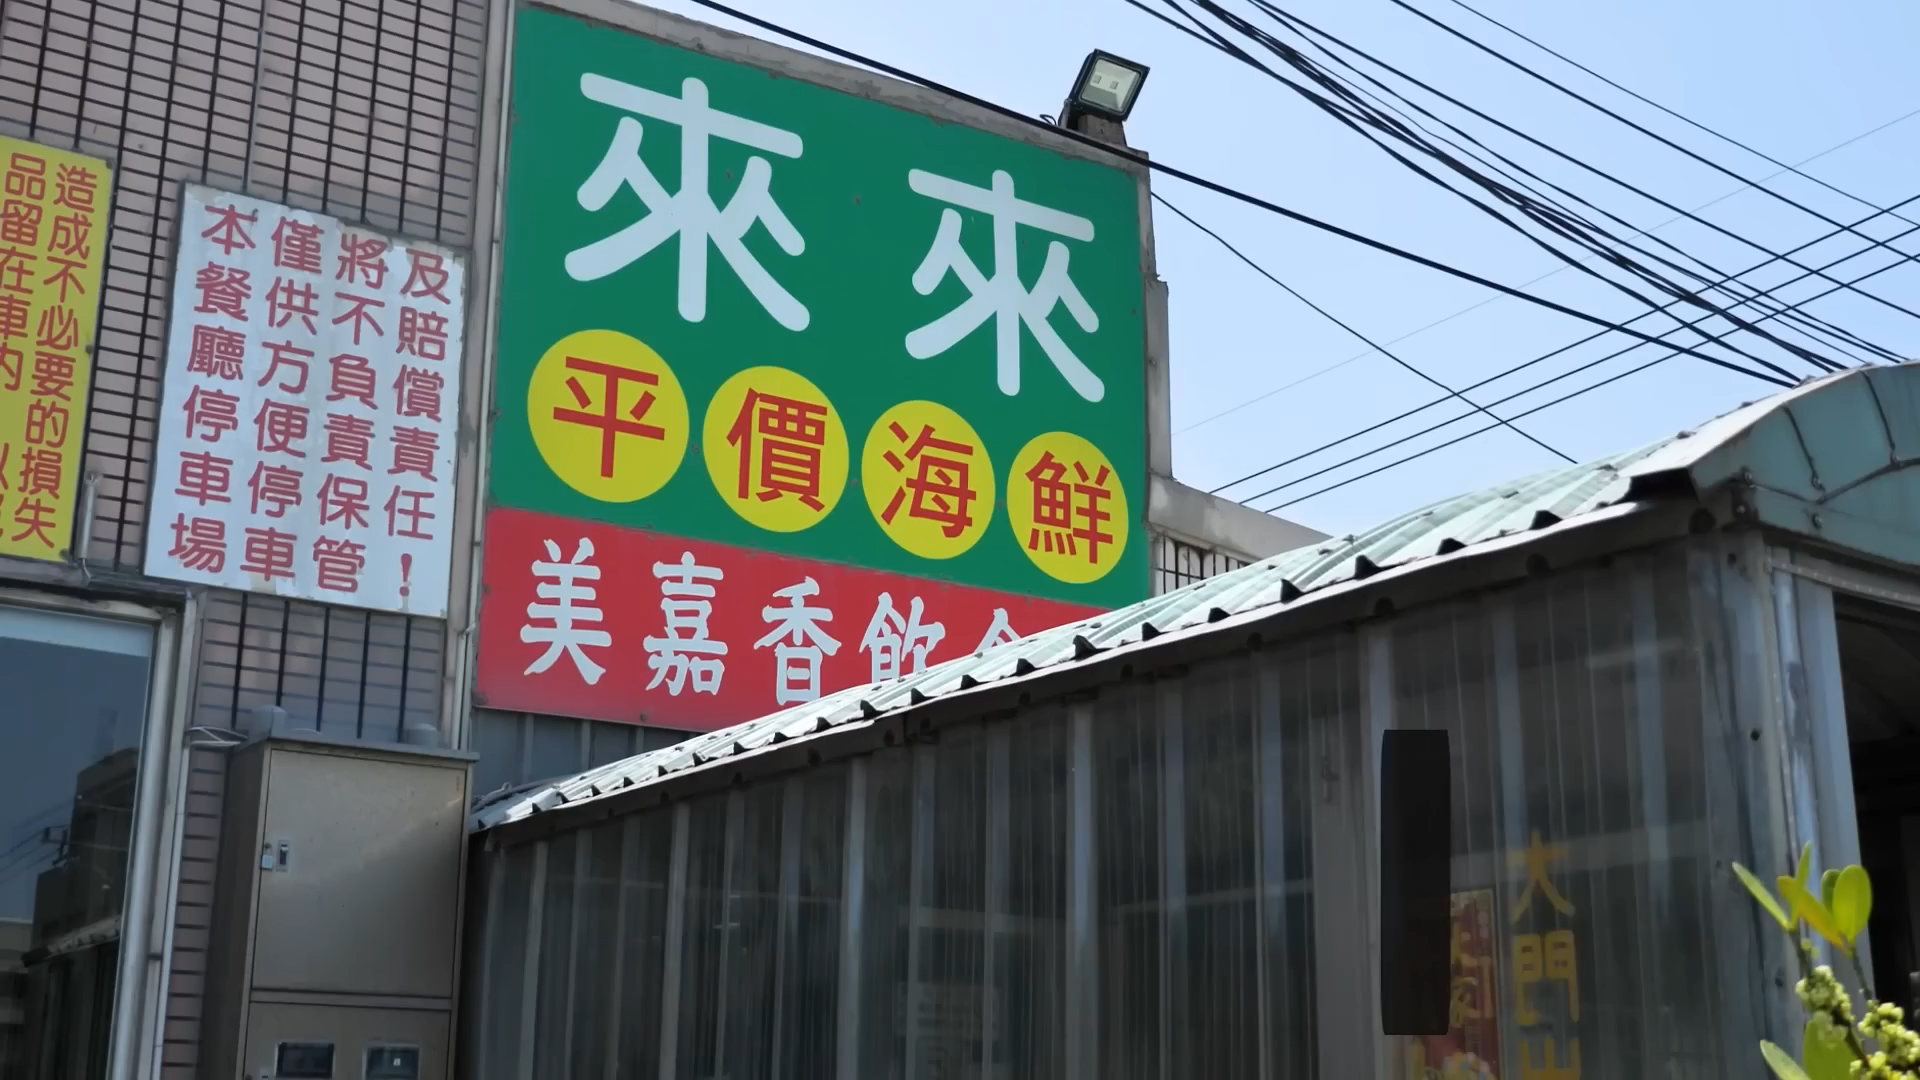 來來
平價海鮮
美嘉香飲
本餐廳停車場
僅供方便停車
將不負責保管
及賠償責任！
造成不必要的損失
品留在車內
大門